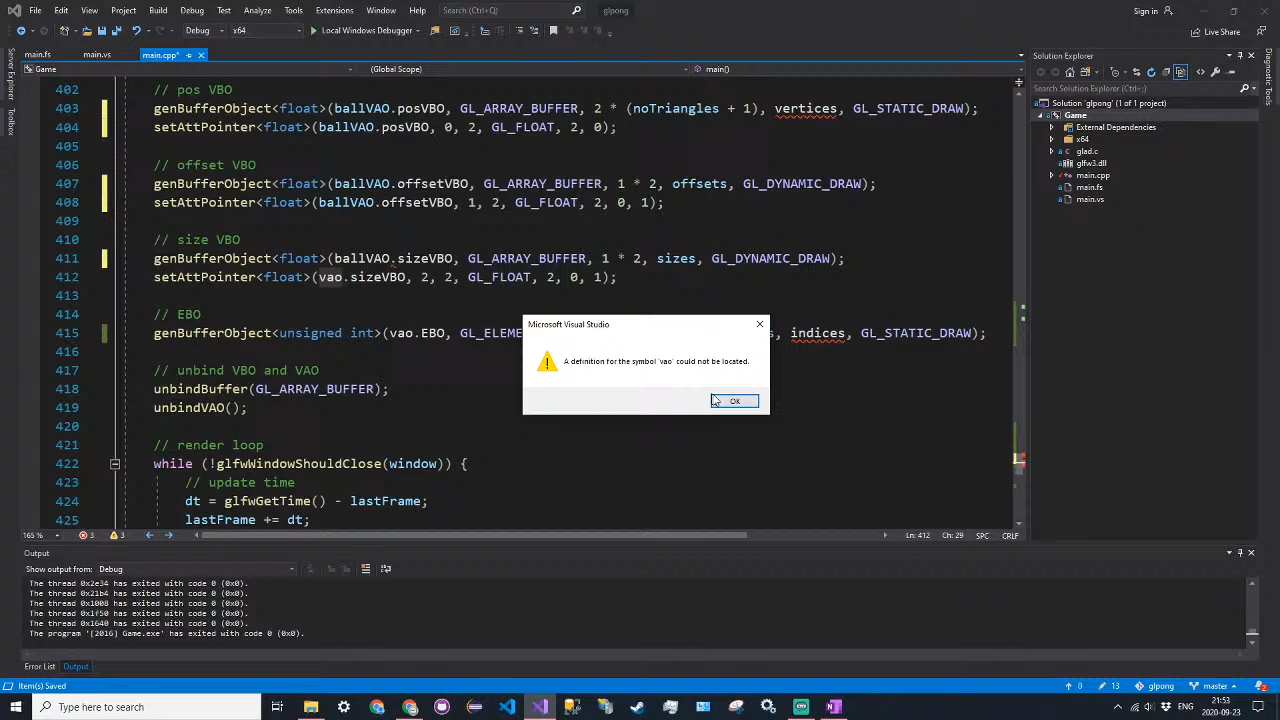 File Edit View Project Build Debug Test Analyze Tools Extensions Window Help Search (Ctrl+Q) glpong Sign in
Debug x64 Local Windows Debugger Live Share
main.fs main.vs main.cpp*
Game (Global Scope) main()
Server Explorer
Toolbox
402 // pos VBO
403 genBufferObject<float>(ballVAO.posVBO, GL_ARRAY_BUFFER, 2 * (noTriangles + 1), vertices, GL_STATIC_DRAW);
404 setAttPointer<float>(ballVAO.posVBO, 0, 2, GL_FLOAT, 2, 0);
405
406 // offset VBO
407 genBufferObject<float>(ballVAO.offsetVBO, GL_ARRAY_BUFFER, 1 * 2, offsets, GL_DYNAMIC_DRAW);
408 setAttPointer<float>(ballVAO.offsetVBO, 1, 2, GL_FLOAT, 2, 0, 1);
409
410 // size VBO
411 genBufferObject<float>(ballVAO.sizeVBO, GL_ARRAY_BUFFER, 1 * 2, sizes, GL_DYNAMIC_DRAW);
412 setAttPointer<float>(vao.sizeVBO, 2, 2, GL_FLOAT, 2, 0, 1);
413
414 // EBO
415 genBufferObject<unsigned int>(vao.EBO, GL_ELEME s, indices, GL_STATIC_DRAW);
416
417 // unbind VBO and VAO
418 unbindBuffer(GL_ARRAY_BUFFER);
419 unbindVAO();
420
421 // render loop
422 while (!glfwWindowShouldClose(window)) {
423 // update time
424 dt = glfwGetTime() - lastFrame;
425 lastFrame += dt;
Microsoft Visual Studio
A definition for the symbol 'vao' could not be located.
OK
165 % 3 3 Ln: 412 Ch: 29 SPC CRLF
Solution Explorer
Search Solution Explorer (Ctrl+;)
Solution 'glpong' (1 of 1 project)
Game
External Dependencies
x64
glad.c
glfw3.dll
main.cpp
main.fs
main.vs
Diagnostic Tools
Output
Show output from: Debug
The thread 0x2e34 has exited with code 0 (0x0).
The thread 0x21b4 has exited with code 0 (0x0).
The thread 0x1008 has exited with code 0 (0x0).
The thread 0x1f50 has exited with code 0 (0x0).
The thread 0x1640 has exited with code 0 (0x0).
The program '[2016] Game.exe' has exited with code 0 (0x0).
Error List Output
Item(s) Saved 0 13 glpong master 2
Type here to search
21:53
2020-09-23